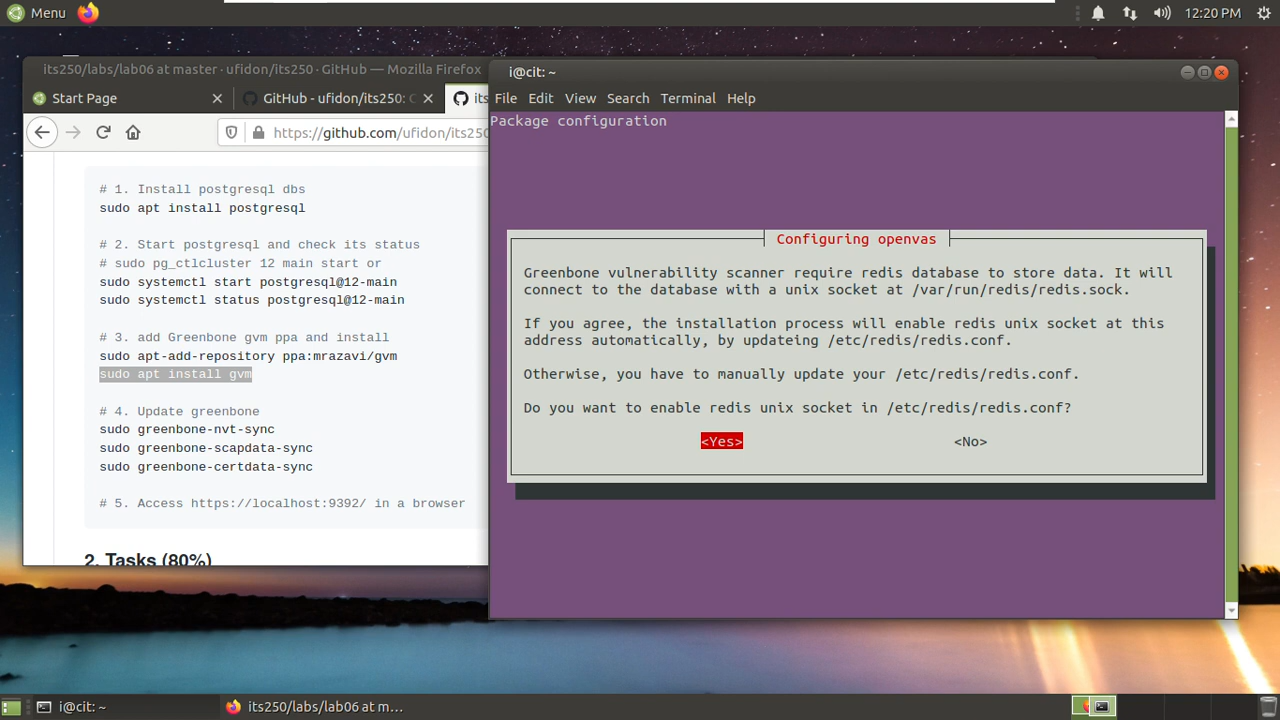 Menu
12:20 PM
its250/labs/lab06 at master · ufidon/its250 · GitHub — Mozilla Firefox
Start Page
GitHub - ufidon/its250: C
its
https://github.com/ufidon/its250
# 1. Install postgresql dbs
sudo apt install postgresql
# 2. Start postgresql and check its status
# sudo pg_ctlcluster 12 main start or
sudo systemctl start postgresql@12-main
sudo systemctl status postgresql@12-main
# 3. add Greenbone gvm ppa and install
sudo apt-add-repository ppa:mrazavi/gvm
sudo apt install gvm
# 4. Update greenbone
sudo greenbone-nvt-sync
sudo greenbone-scapdata-sync
sudo greenbone-certdata-sync
# 5. Access https://localhost:9392/ in a browser
2. Tasks (80%)
i@cit: ~
File Edit View Search Terminal Help
Package configuration
Configuring openvas
Greenbone vulnerability scanner require redis database to store data. It will
connect to the database with a unix socket at /var/run/redis/redis.sock.
If you agree, the installation process will enable redis unix socket at this
address automatically, by updateing /etc/redis/redis.conf.
Otherwise, you have to manually update your /etc/redis/redis.conf.
Do you want to enable redis unix socket in /etc/redis/redis.conf?
<Yes> <No>
i@cit: ~
its250/labs/lab06 at m...